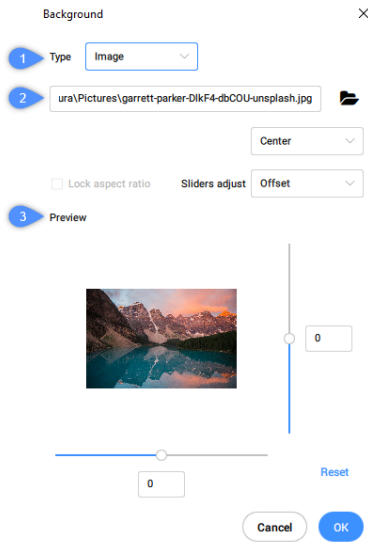 Background
1 Type Image
2 ura\Pictures\garrett-parker-DlkF4-dbCOU-unsplash.jpg
Center
Lock aspect ratio Sliders adjust Offset
3 Preview
0
0
Reset
Cancel OK